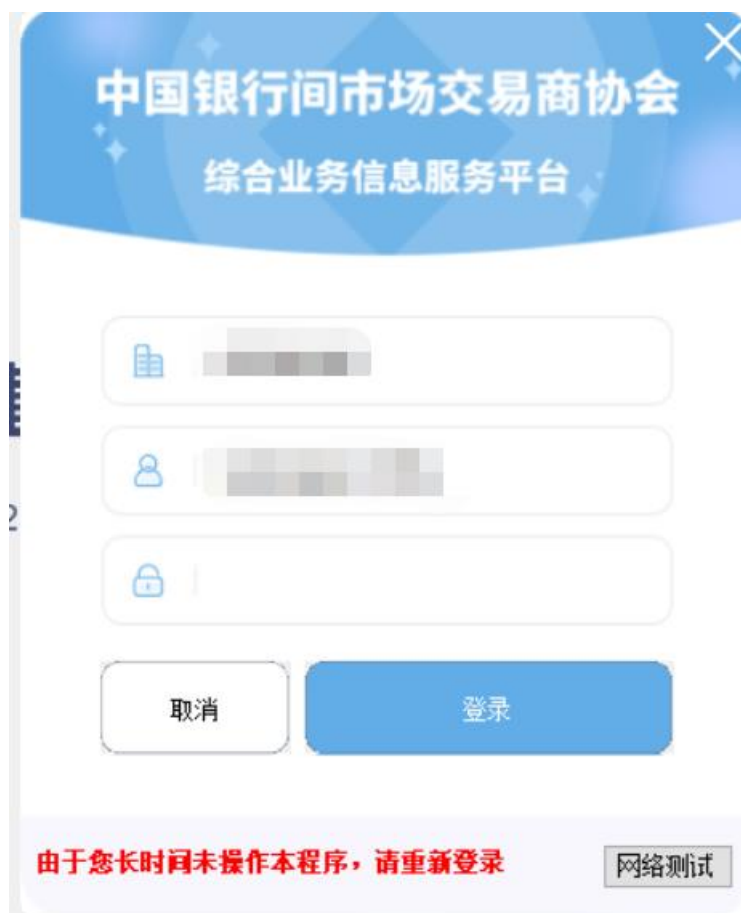 中国银行间市场交易商协会
综合业务信息服务平台
2
取消
登录
由于您长时间未操作本程序，请重新登录
网络测试